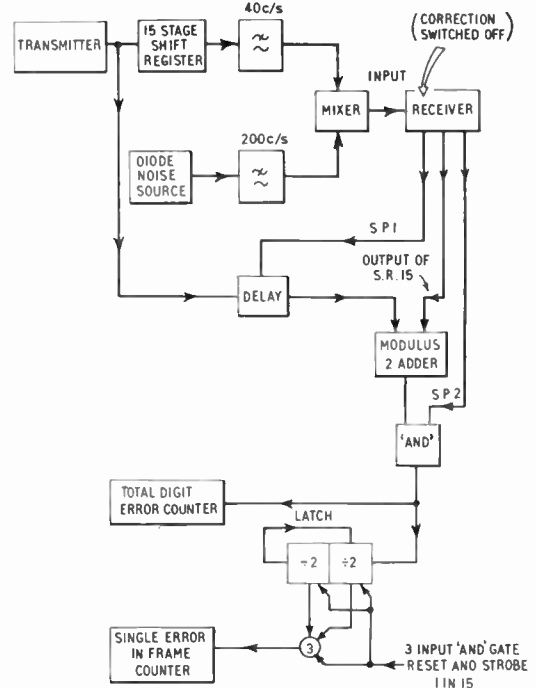 40c/s
(CORRECTION
SWITCHED OFF)
TRANSMITTER
15 STAGE
SHIFT
REGISTER
INPUT
MIXER
RECEIVER
200c/s
OIODE
NOISE
SOURCE
SP1
OUTPUT OF
S.R.15
DELAY
MODULUS
2 ADDER
SP2
'AND'
TOTAL DIGIT
ERROR COUNTER
LATCH
÷2
÷2
SINGLE ERROR
IN FRAME
COUNTER
3
3 INPUT 'AND' GATE
RESET ANO STROBE
1 IN 15